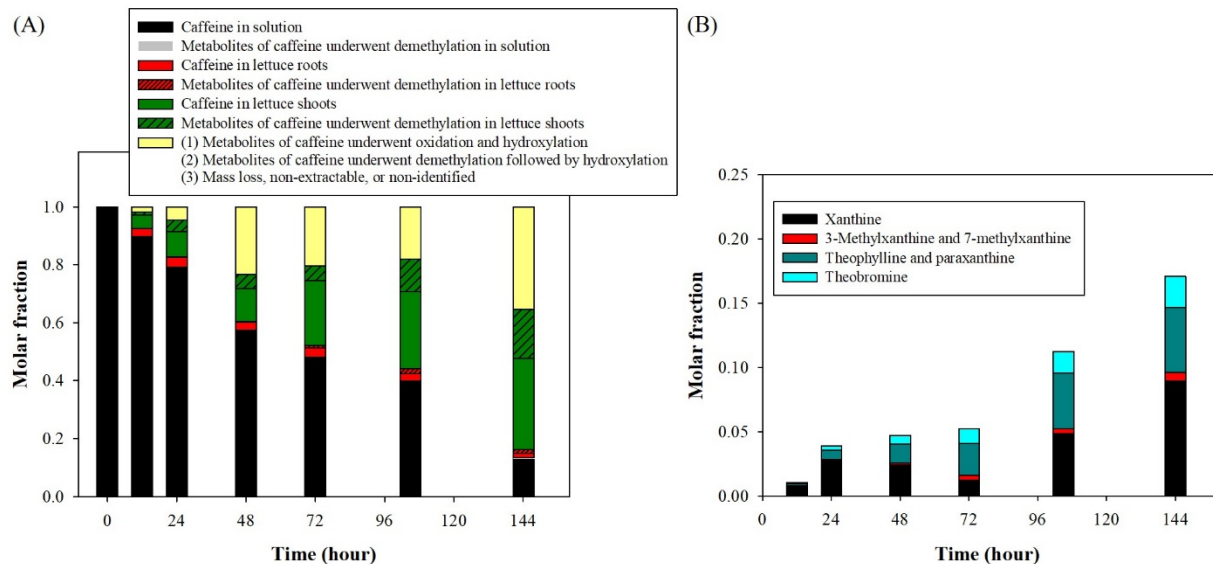 (A)
Caffeine in solution
Metabolites of caffeine underwent demethylation in solution
Caffeine in lettuce roots
Metabolites of caffeine underwent demethylation in lettuce roots
Caffeine in lettuce shoots
Metabolites of caffeine underwent demethylation in lettuce shoots
(1) Metabolites of caffeine underwent oxidation and hydroxylation
(2) Metabolites of caffeine underwent demethylation followed by hydroxylation
(3) Mass loss, non-extractable, or non-identified
Molar fraction
1.0
0.8
0.6
0.4
0.2
0.0
0 24 48 72 96 120 144
Time (hour)
(B)
Xanthine
3-Methylxanthine and 7-methylxanthine
Theophylline and paraxanthine
Theobromine
Molar fraction
0.25
0.20
0.15
0.10
0.05
0.00
0 24 48 72 96 120 144
Time (hour)